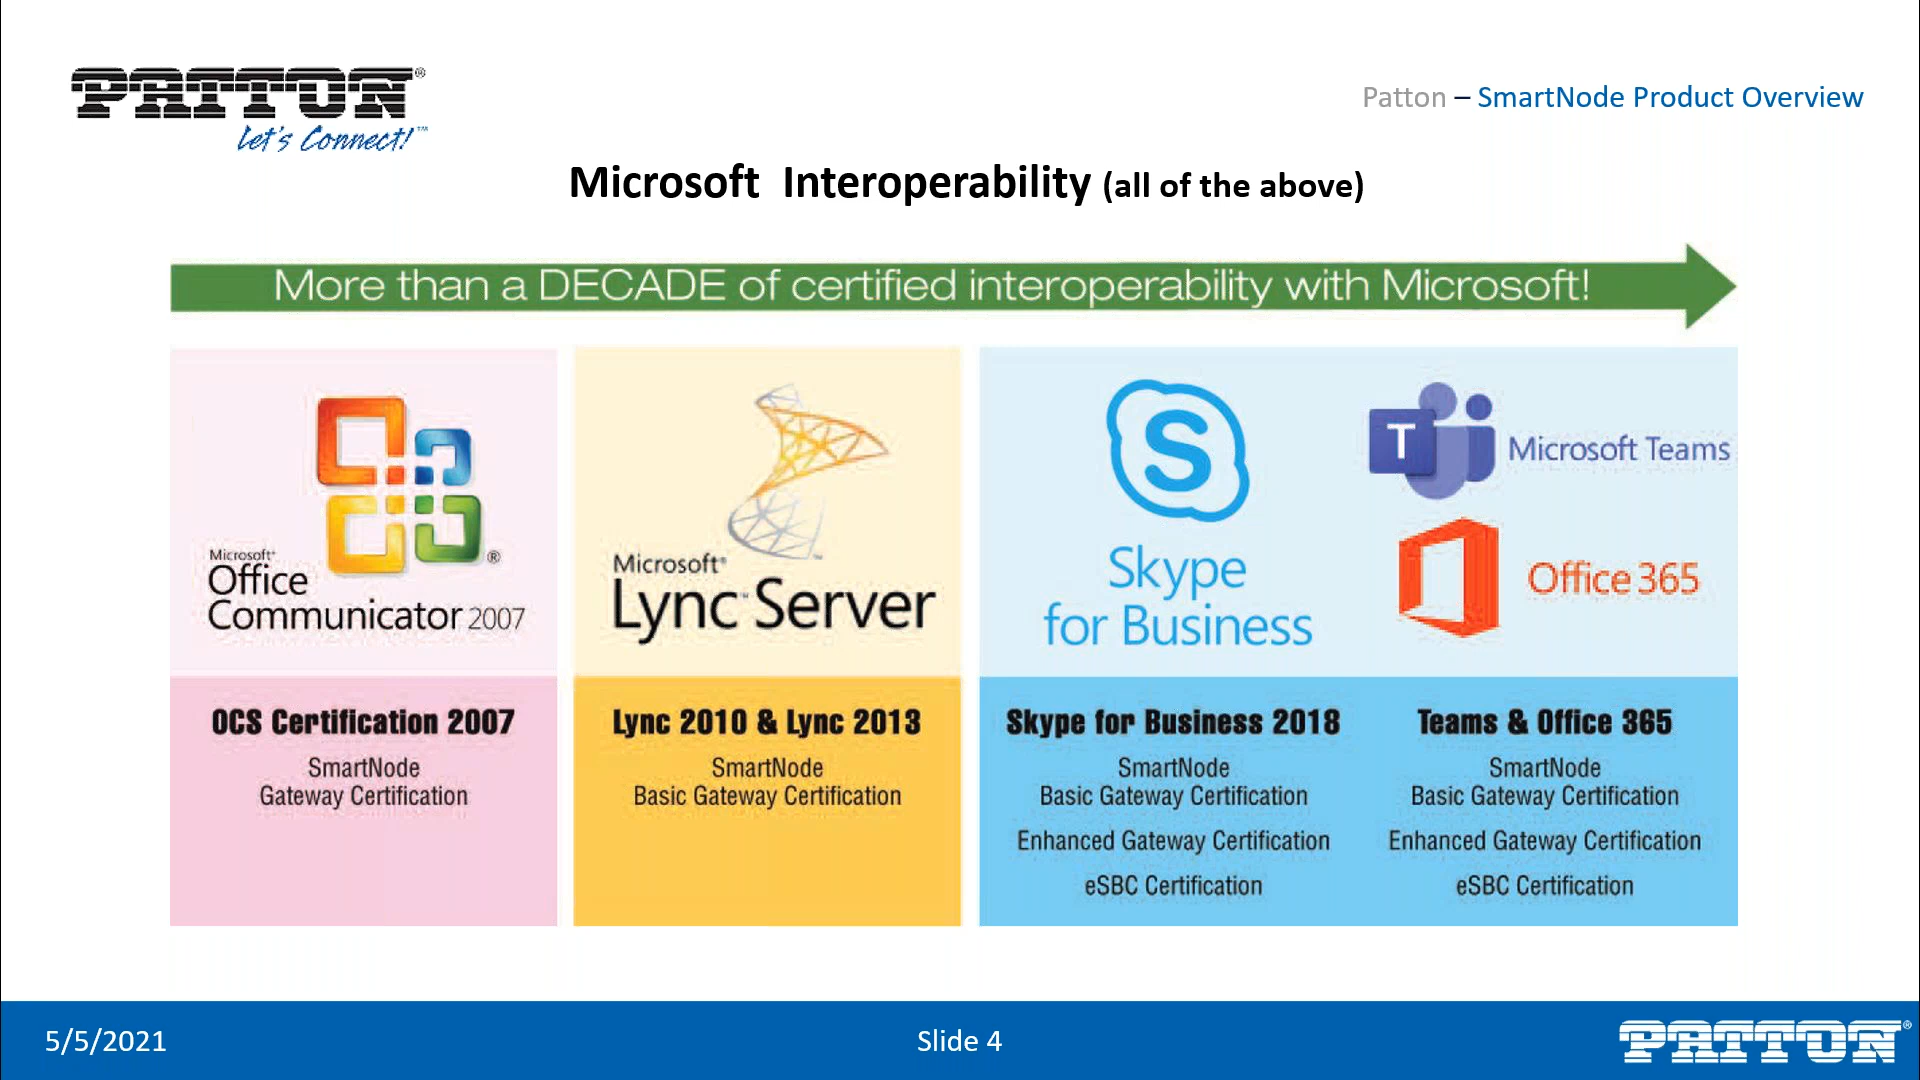 PATTON®
Let's Connect!™
Patton – SmartNode Product Overview
Microsoft Interoperability (all of the above)
More than a DECADE of certified interoperability with Microsoft!
Microsoft®
Office
Communicator 2007
®
Microsoft®
Lync™ Server
™
S
Skype
for Business
T
Microsoft Teams
Office 365
OCS Certification 2007
SmartNode
Gateway Certification
Lync 2010 & Lync 2013
SmartNode
Basic Gateway Certification
Skype for Business 2018
SmartNode
Basic Gateway Certification
Enhanced Gateway Certification
eSBC Certification
Teams & Office 365
SmartNode
Basic Gateway Certification
Enhanced Gateway Certification
eSBC Certification
5/5/2021
Slide 4
PATTON®